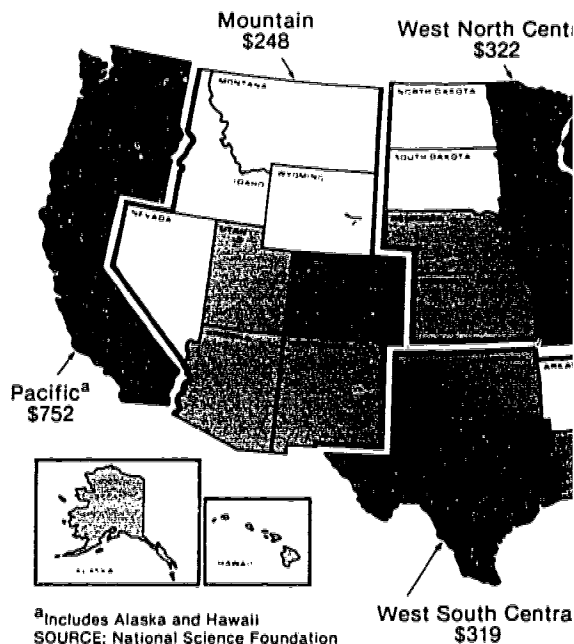 Mountain
$248
West North Centr
$322
MONTANA
NORTH DAKOTA
SOUTH DAKOTA
IDAHO
WYOMING
NEVADA
UTAH
Pacific^a
$752
ALASKA
HAWAII
^aIncludes Alaska and Hawaii
SOURCE: National Science Foundation
West South Centra
$319